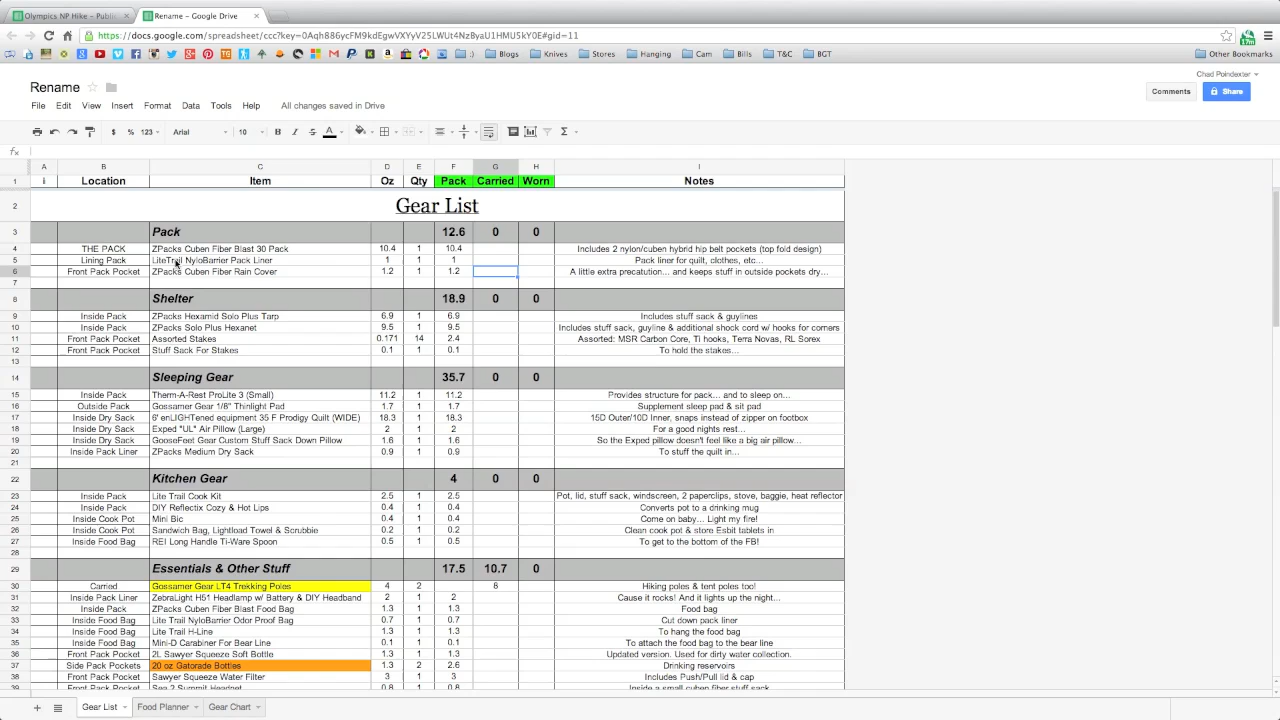 Olympics NP Hike - Public
Rename - Google Drive
https://docs.google.com/spreadsheet/
:) Blogs Knives Stores Hanging Cam Bills T&C BGT Other Bookmarks
Chad Poindexter
Rename
Comments Share
File Edit View Insert Format Data Tools Help All changes saved in Drive
$ % 123 Arial 10 B I S A Σ
fx
A B C D E F G H I
1 i Location Item Oz Qty Pack Carried Worn Notes
2 Gear List
3 Pack 12.6 0 0
4 THE PACK ZPacks Cuben Fiber Blast 30 Pack 10.4 1 10.4 Includes 2 nylon/cuben hybrid hip belt pockets (top fold design)
5 Lining Pack LiteTrail NyloBarrier Pack Liner 1 1 1 Pack liner for quilt, clothes, etc...
6 Front Pack Pocket ZPacks Cuben Fiber Rain Cover 1.2 1 1.2 A little extra precatution... and keeps stuff in outside pockets dry...
7
8 Shelter 18.9 0 0
9 Inside Pack ZPacks Hexamid Solo Plus Tarp 6.9 1 6.9 Includes stuff sack & guylines
10 Inside Pack ZPacks Solo Plus Hexanet 9.5 1 9.5 Includes stuff sack, guyline & additional shock cord w/ hooks for corners
11 Front Pack Pocket Assorted Stakes 0.171 14 2.4 Assorted: MSR Carbon Core, Ti hooks, Terra Novas, RL Sorex
12 Front Pack Pocket Stuff Sack For Stakes 0.1 1 0.1 To hold the stakes...
13
14 Sleeping Gear 35.7 0 0
15 Inside Pack Therm-A-Rest ProLite 3 (Small) 11.2 1 11.2 Provides structure for pack... and to sleep on...
16 Outside Pack Gossamer Gear 1/8" Thinlight Pad 1.7 1 1.7 Supplement sleep pad & sit pad
17 Inside Dry Sack 6' enLIGHTened equipment 35 F Prodigy Quilt (WIDE) 18.3 1 18.3 15D Outer/10D Inner, snaps instead of zipper on footbox
18 Inside Dry Sack Exped "UL" Air Pillow (Large) 2 1 2 For a good nights rest...
19 Inside Dry Sack GooseFeet Gear Custom Stuff Sack Down Pillow 1.6 1 1.6 So the Exped pillow doesn't feel like a big air pillow...
20 Inside Pack Liner ZPacks Medium Dry Sack 0.9 1 0.9 To stuff the quilt in...
21
22 Kitchen Gear 4 0 0
23 Inside Pack Lite Trail Cook Kit 2.5 1 2.5 Pot, lid, stuff sack, windscreen, 2 paperclips, stove, baggie, heat reflector
24 Inside Pack DIY Reflectix Cozy & Hot Lips 0.4 1 0.4 Converts pot to a drinking mug
25 Inside Cook Pot Mini Bic 0.4 1 0.4 Come on baby... Light my fire!
26 Inside Cook Pot Sandwich Bag, Lightload Towel & Scrubbie 0.2 1 0.2 Clean cook pot & store Esbit tablets in
27 Inside Food Bag REI Long Handle Ti-Ware Spoon 0.5 1 0.5 To get to the bottom of the FB!
28
29 Essentials & Other Stuff 17.5 10.7 0
30 Carried Gossamer Gear LT4 Trekking Poles 4 2 8 Hiking poles & tent poles too!
31 Inside Pack Liner ZebraLight H51 Headlamp w/ Battery & DIY Headband 2 1 2 Cause it rocks! And it lights up the night...
32 Inside Pack ZPacks Cuben Fiber Blast Food Bag 1.3 1 1.3 Food bag
33 Inside Food Bag Lite Trail NyloBarrier Odor Proof Bag 0.7 1 0.7 Cut down pack liner
34 Inside Food Bag Lite Trail H-Line 1.3 1 1.3 To hang the food bag
35 Inside Food Bag Mini-D Carabiner For Bear Line 0.1 1 0.1 To attach the food bag to the bear line
36 Front Pack Pocket 2L Sawyer Squeeze Soft Bottle 1.3 1 1.3 Updated version. Used for dirty water collection.
37 Side Pack Pockets 20 oz Gatorade Bottles 1.3 2 2.6 Drinking reservoirs
38 Front Pack Pocket Sawyer Squeeze Water Filter 3 1 3 Includes Push/Pull lid & cap
39 Front Pack Pocket Sea 2 Summit Headnet 0.8 1 0.8 Inside a small cuben fiber stuff sack
Gear List Food Planner Gear Chart